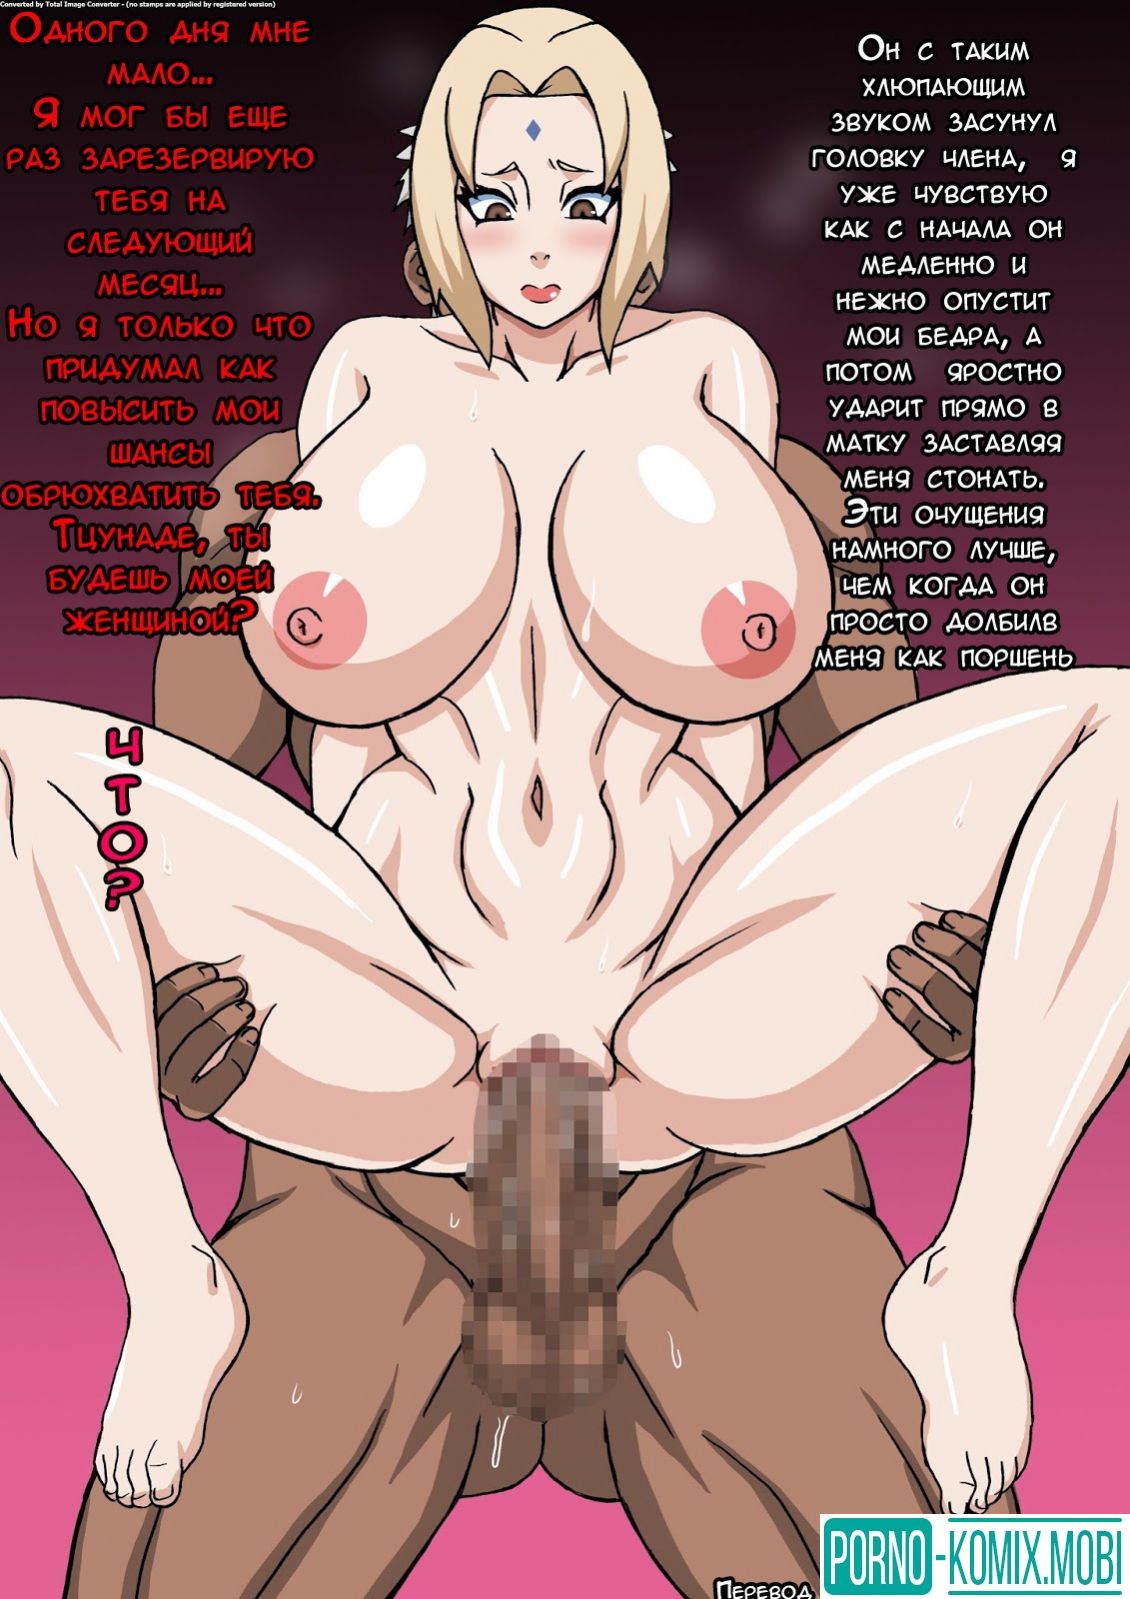 Converted by Total Image Converter - (no stamps are applied by registered version)
Одного дня мне
мало...
Я мог бы еще
раз зарезервирую
тебя на
следующий
месяц...
Но я только что
придумал как
повысить мои
шансы
обрюхватить тебя.
Тцунаде, ты
будешь моей
женщиной?
Он с таким
хлюпающим
звуком засунул
головку члена, я
уже чувствую
как с начала он
медленно и
нежно опустит
мои бедра, а
потом яростно
ударит прямо в
матку заставляя
меня стонать.
Эти очущения
намного лучше,
чем когда он
просто долбилв
меня как поршень
Что?
PORNO-KOMIX.MOBI
Перевод